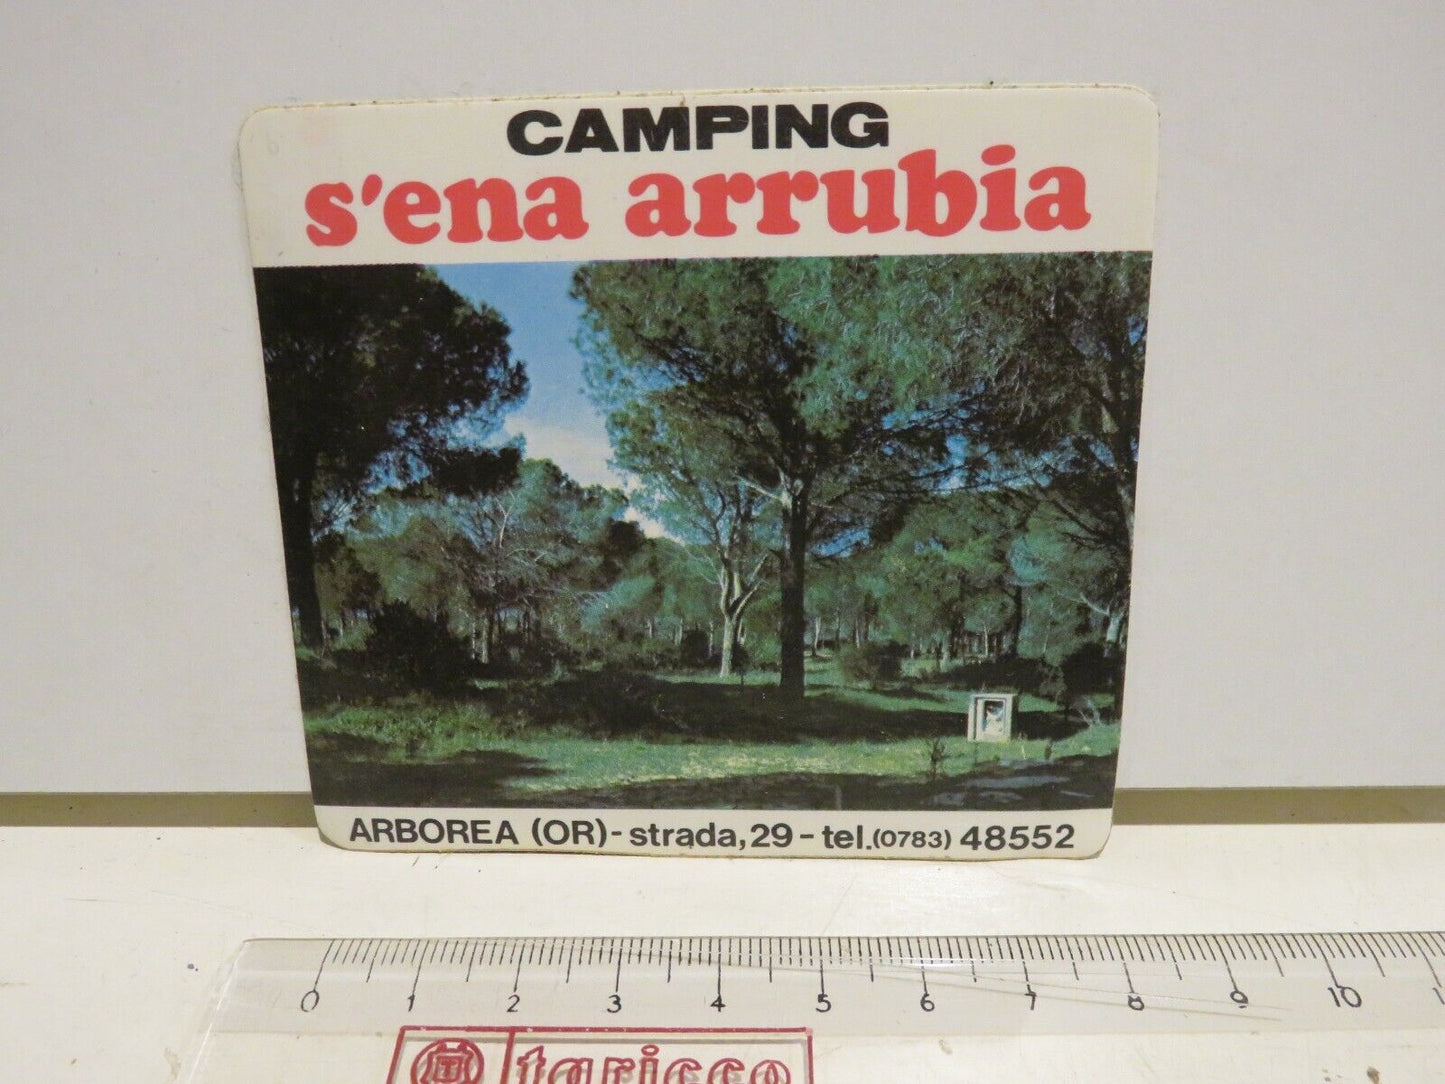 CAMPING
s'ena arrubia
ARBOREA (OR) - strada, 29 - tel. (0783) 48552
0 1 2 3 4 5 6 7 8 9 10
taricco